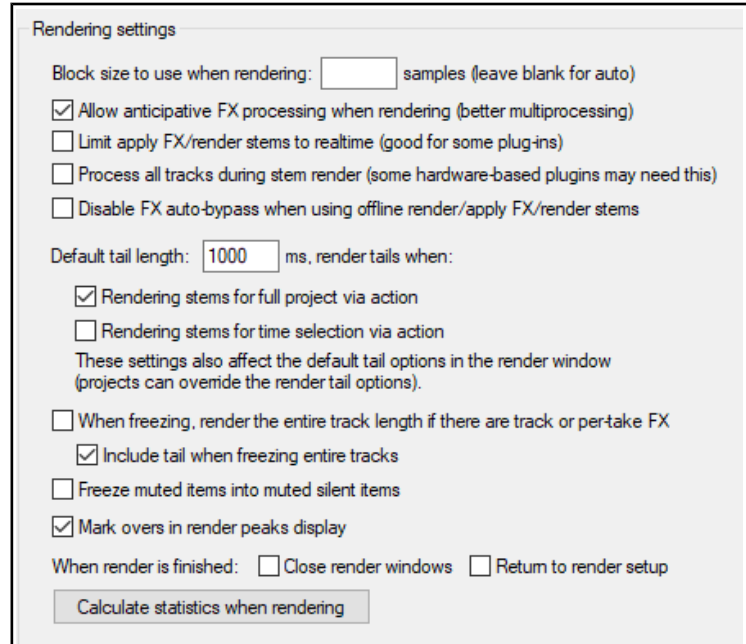 Rendering settings
Block size to use when rendering: samples (leave blank for auto)
Allow anticipative FX processing when rendering (better multiprocessing)
Limit apply FX/render stems to realtime (good for some plug-ins)
Process all tracks during stem render (some hardware-based plugins may need this)
Disable FX auto-bypass when using offline render/apply FX/render stems
Default tail length: 1000 ms, render tails when:
Rendering stems for full project via action
Rendering stems for time selection via action
These settings also affect the default tail options in the render window
(projects can override the render tail options).
When freezing, render the entire track length if there are track or per-take FX
Include tail when freezing entire tracks
Freeze muted items into muted silent items
Mark overs in render peaks display
When render is finished: Close render windows Return to render setup
Calculate statistics when rendering